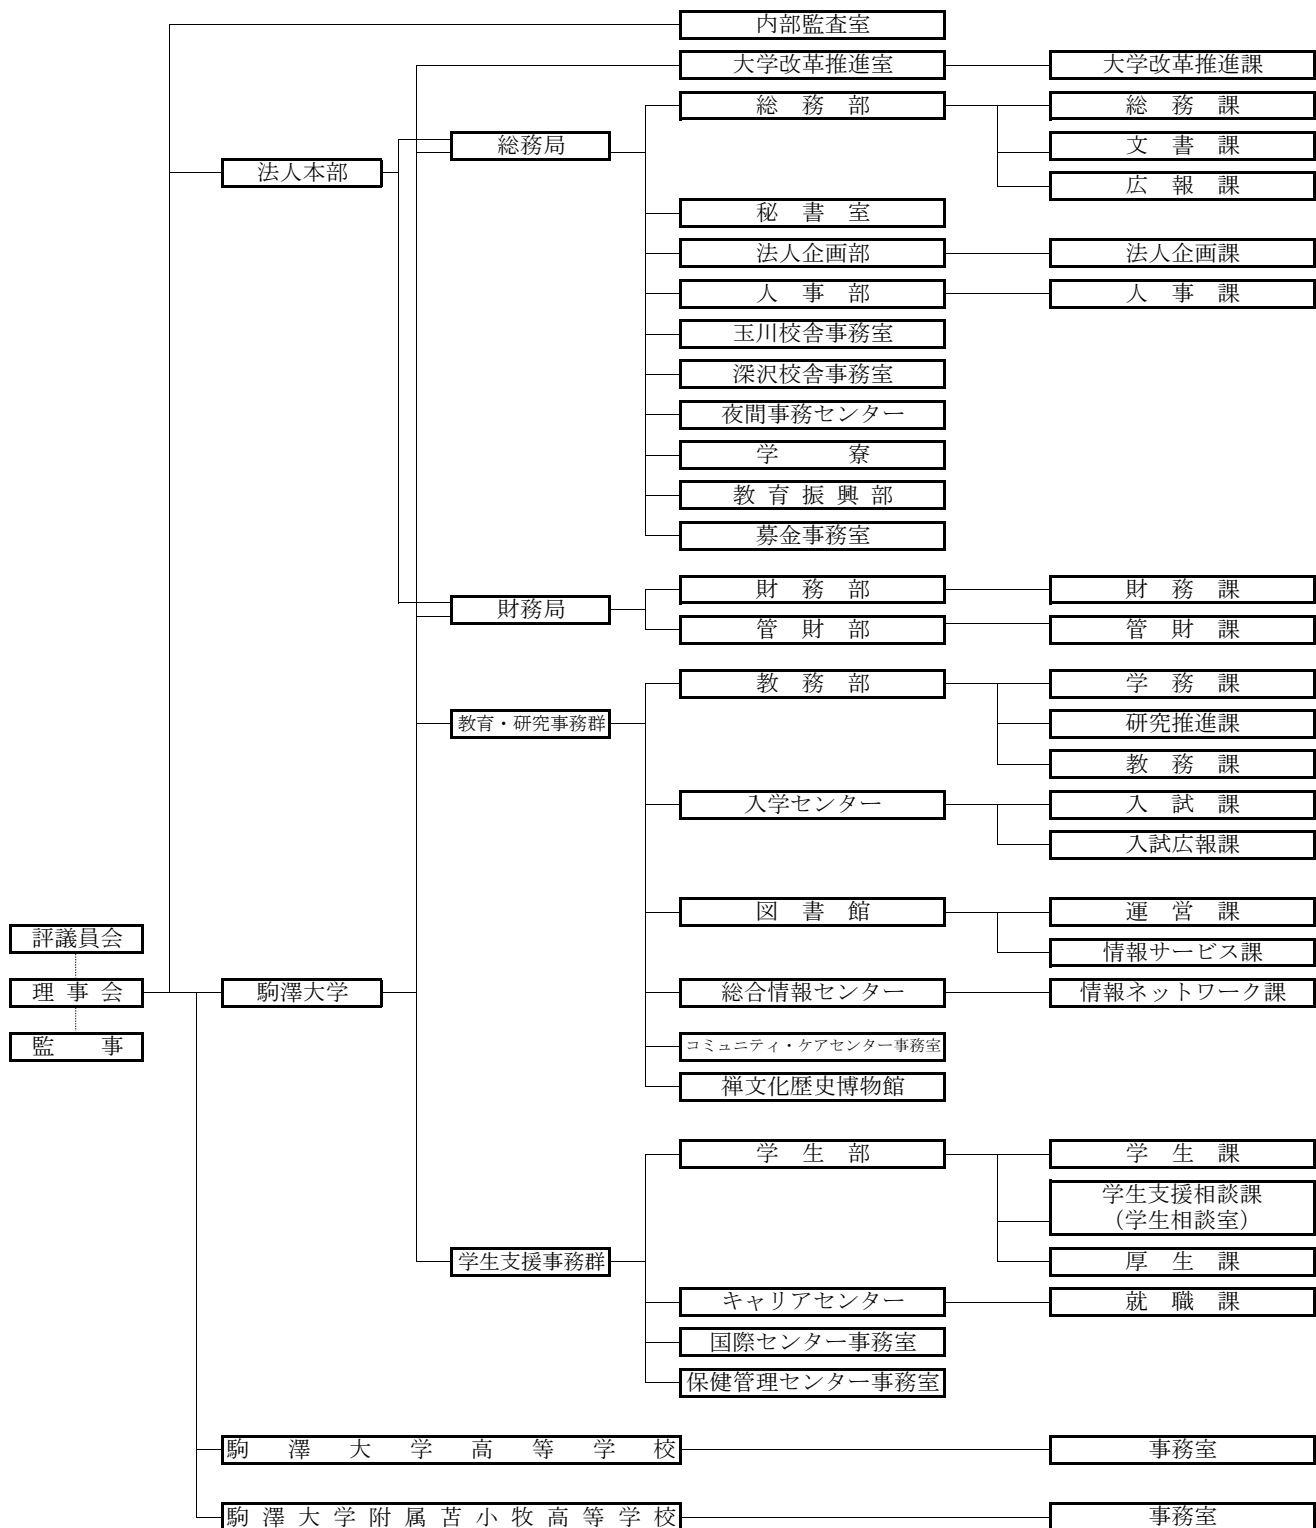 内部監査室
大学改革推進室 大学改革推進課
総務部 総務課
総務局 文書課
法人本部
広報課
秘書室
法人企画部 法人企画課
人事部 人事課
玉川校舎事務室
深沢校舎事務室
夜間事務センター
学寮
教育振興部
募金事務室
財務部 財務課
財務局
管財部 管財課
教務部 学務課
教育・研究事務群 研究推進課
教務課
入学センター 入試課
入試広報課
図書館 運営課
評議員会
情報サービス課
理事会 駒澤大学 総合情報センター 情報ネットワーク課
監事 コミュニティ・ケアセンター事務室
禅文化歴史博物館
学生部 学生課
学生支援相談課
（学生相談室）
学生支援事務群 厚生課
キャリアセンター 就職課
国際センター事務室
保健管理センター事務室
駒澤大学高等学校 事務室
駒澤大学附属苫小牧高等学校 事務室